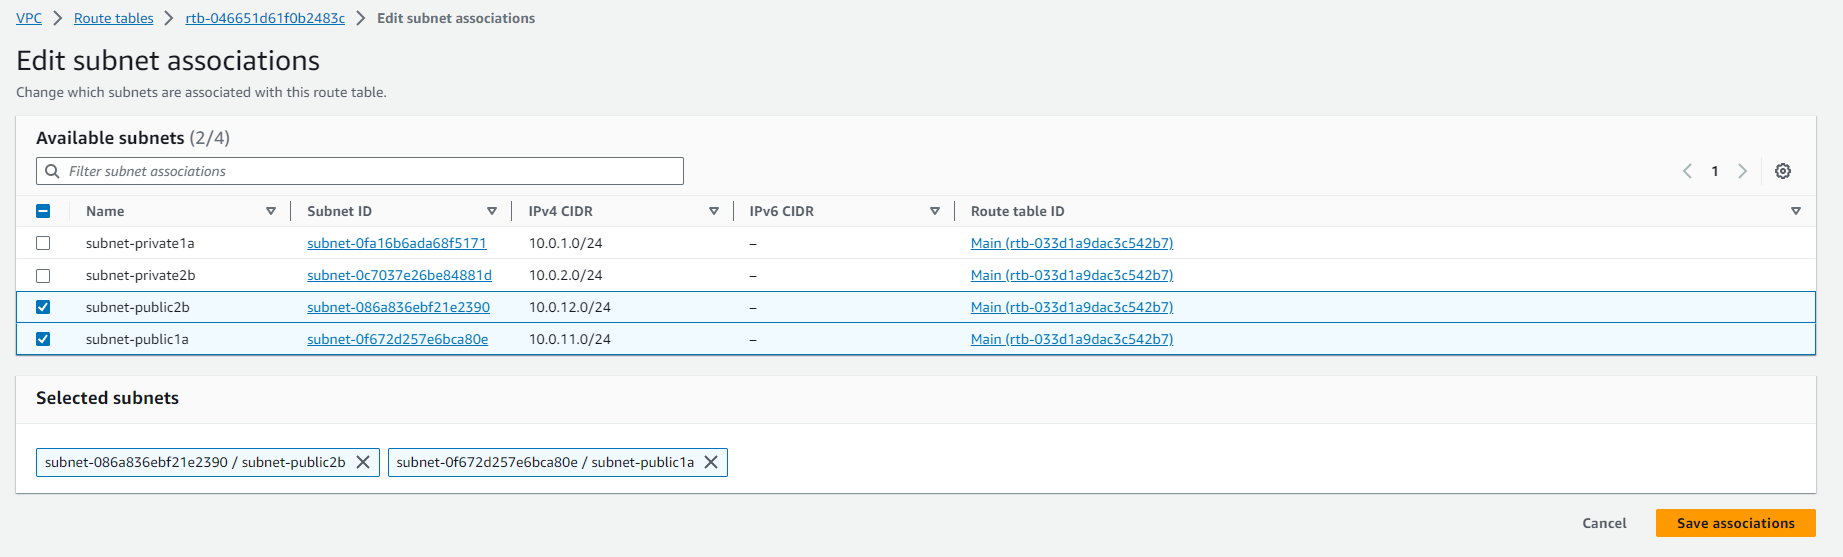 VPC > Route tables > rtb-046651d61f0b2483c > Edit subnet associations
Edit subnet associations
Change which subnets are associated with this route table.
Available subnets (2/4)
Filter subnet associations
1
Name Subnet ID IPv4 CIDR IPv6 CIDR Route table ID
subnet-private1a subnet-0fa16b6ada68f5171 10.0.1.0/24 – Main (rtb-033d1a9dac3c542b7)
subnet-private2b subnet-0c7037e26be84881d 10.0.2.0/24 – Main (rtb-033d1a9dac3c542b7)
subnet-public2b subnet-086a836ebf21e2390 10.0.12.0/24 – Main (rtb-033d1a9dac3c542b7)
subnet-public1a subnet-0f672d257e6bca80e 10.0.11.0/24 – Main (rtb-033d1a9dac3c542b7)
Selected subnets
subnet-086a836ebf21e2390 / subnet-public2b subnet-0f672d257e6bca80e / subnet-public1a
Cancel Save associations